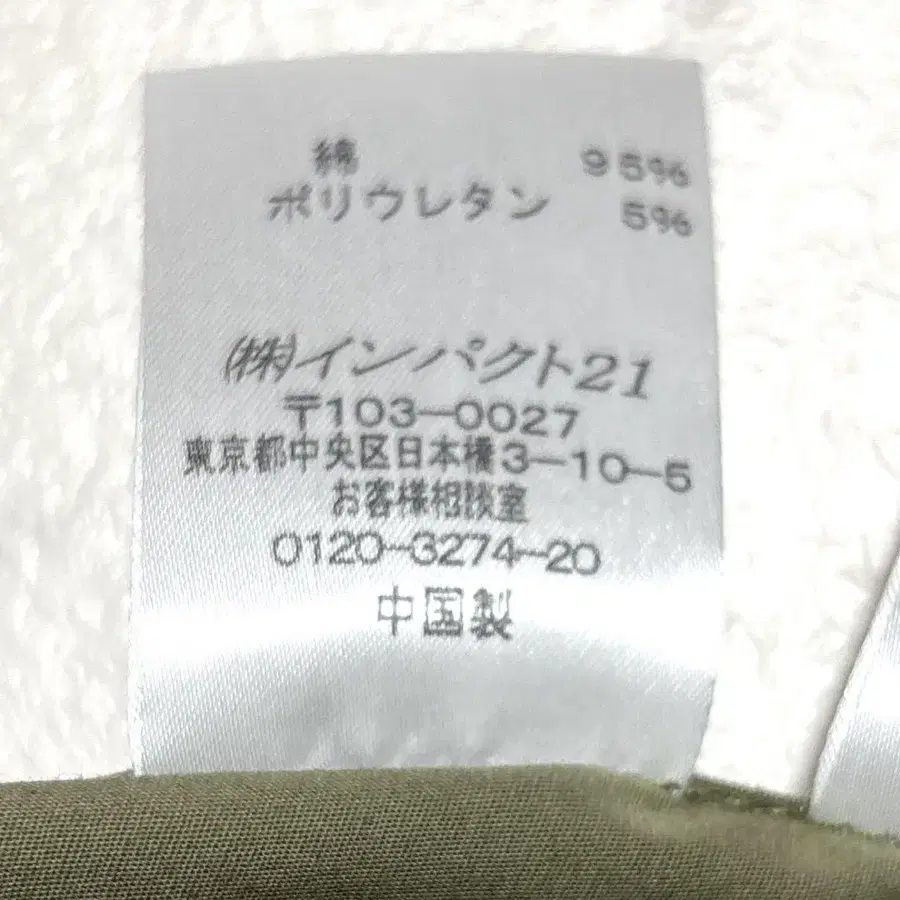 綿 95%
ポリウレタン 5%
(株)インパクト21
〒103-0027
東京都中央区日本橋3-10-5
お客様相談室
0120-3274-20
中国製